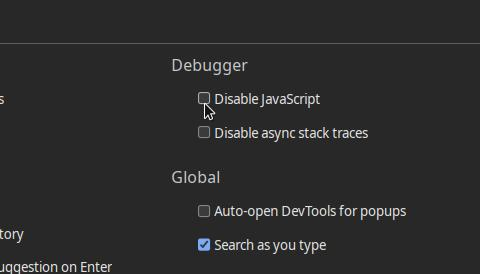 Debugger
s
Disable JavaScript
Disable async stack traces
Global
Auto-open DevTools for popups
tory
Search as you type
uggestion on Enter